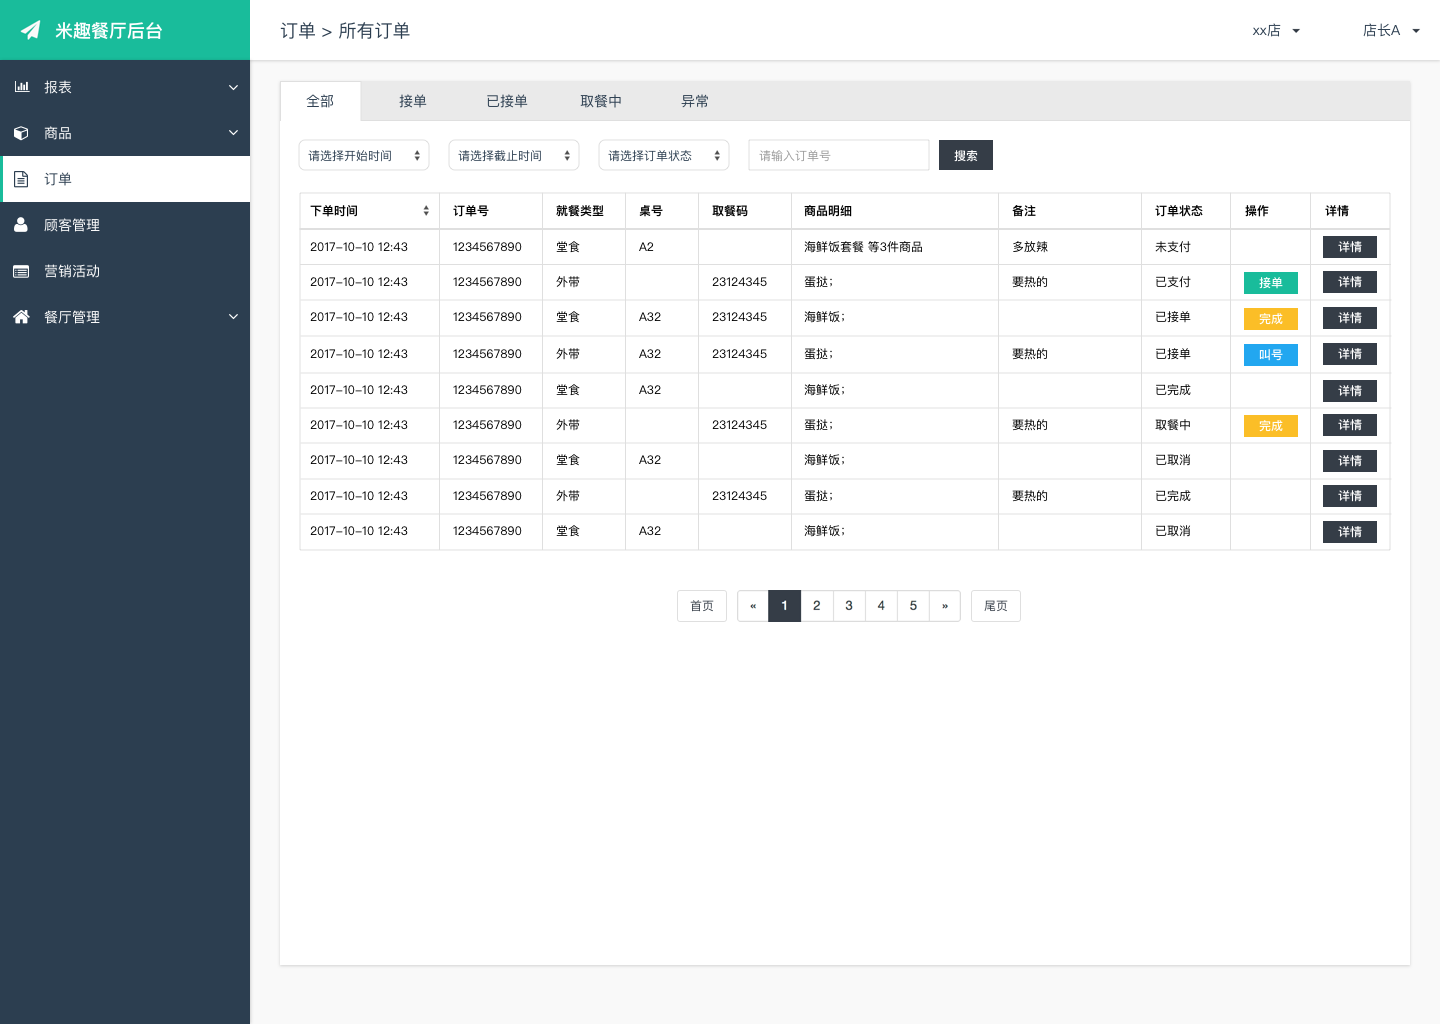 米趣餐厅后台
订单 > 所有订单
xx店
店长A
报表
商品
订单
顾客管理
营销活动
餐厅管理
全部 接单 已接单 取餐中 异常
请选择开始时间 请选择截止时间 请选择订单状态 请输入订单号 搜索
下单时间 订单号 就餐类型 桌号 取餐码 商品明细 备注 订单状态 操作 详情
2017-10-10 12:43 1234567890 堂食 A2 海鲜饭套餐 等3件商品 多放辣 未支付 详情
2017-10-10 12:43 1234567890 外带 23124345 蛋挞; 要热的 已支付 接单 详情
2017-10-10 12:43 1234567890 堂食 A32 23124345 海鲜饭; 已接单 完成 详情
2017-10-10 12:43 1234567890 外带 A32 23124345 蛋挞; 要热的 已接单 叫号 详情
2017-10-10 12:43 1234567890 堂食 A32 海鲜饭; 已完成 详情
2017-10-10 12:43 1234567890 外带 23124345 蛋挞; 要热的 取餐中 完成 详情
2017-10-10 12:43 1234567890 堂食 A32 海鲜饭; 已取消 详情
2017-10-10 12:43 1234567890 外带 23124345 蛋挞; 要热的 已完成 详情
2017-10-10 12:43 1234567890 堂食 A32 海鲜饭; 已取消 详情
首页 « 1 2 3 4 5 » 尾页